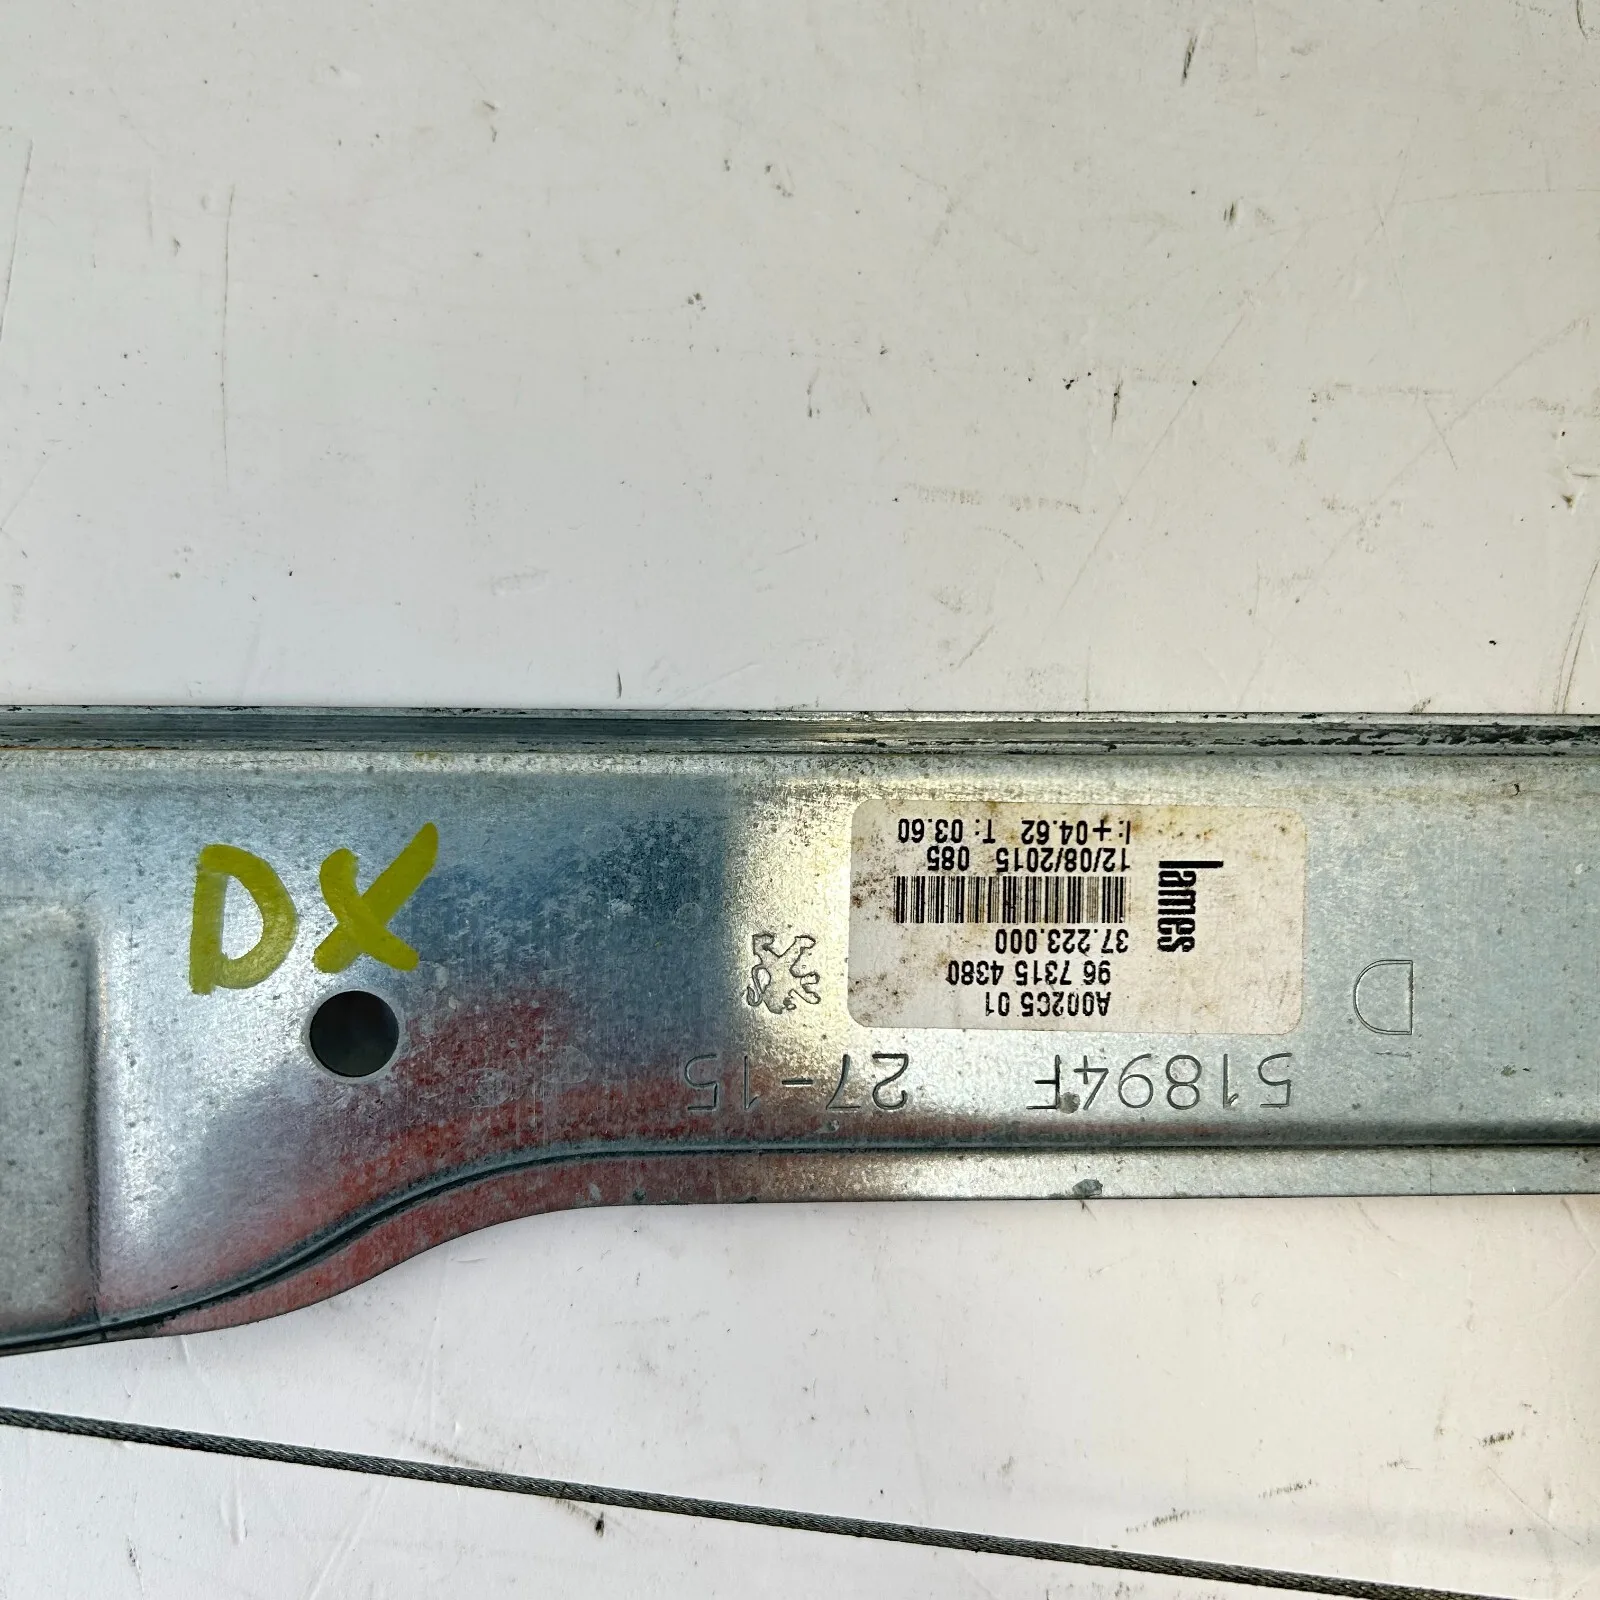 DX
lames
A002C5 01
96 7315 4380
37.223.000
12/08/2015 085
I:+04.62 T: 03.60
D
51894F 27-15